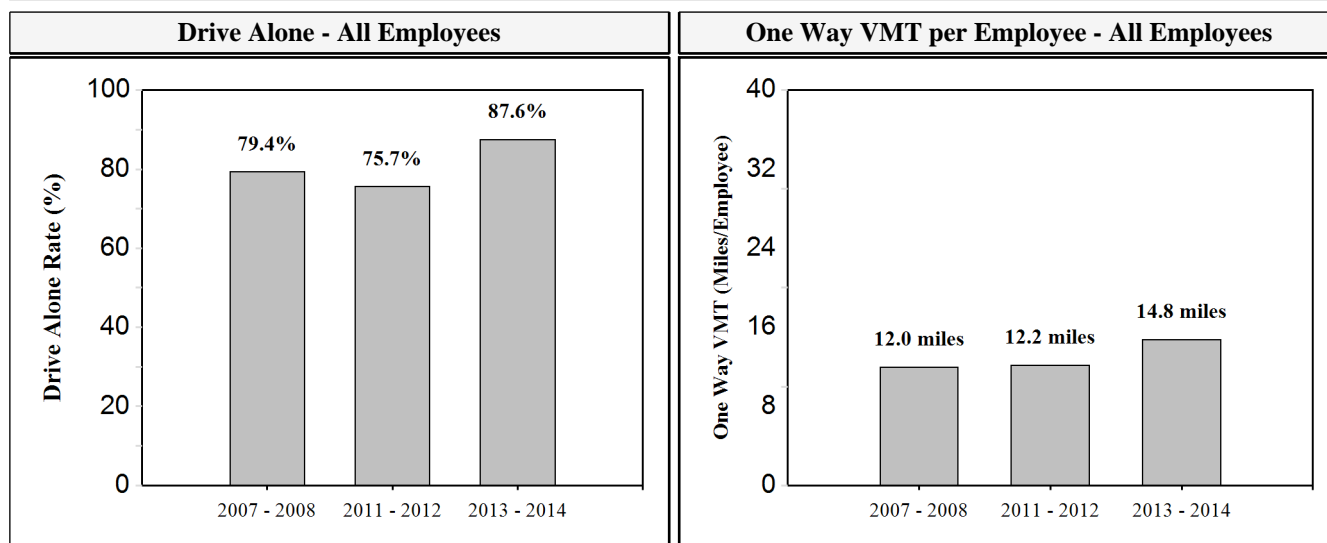 Drive Alone - All Employees
One Way VMT per Employee - All Employees
Drive Alone Rate (%)
100
80
60
40
20
0
79.4%
75.7%
87.6%
2007 - 2008
2011 - 2012
2013 - 2014
One Way VMT (Miles/Employee)
40
32
24
16
8
0
12.0 miles
12.2 miles
14.8 miles
2007 - 2008
2011 - 2012
2013 - 2014